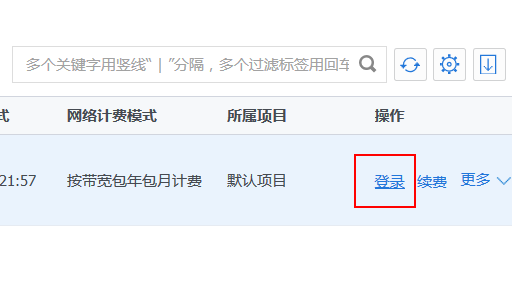 多个关键字用竖线“ | ”分隔，多个过滤标签用回车
式 网络计费模式 所属项目 操作
21:57 按带宽包年包月计费 默认项目 登录 续费 更多